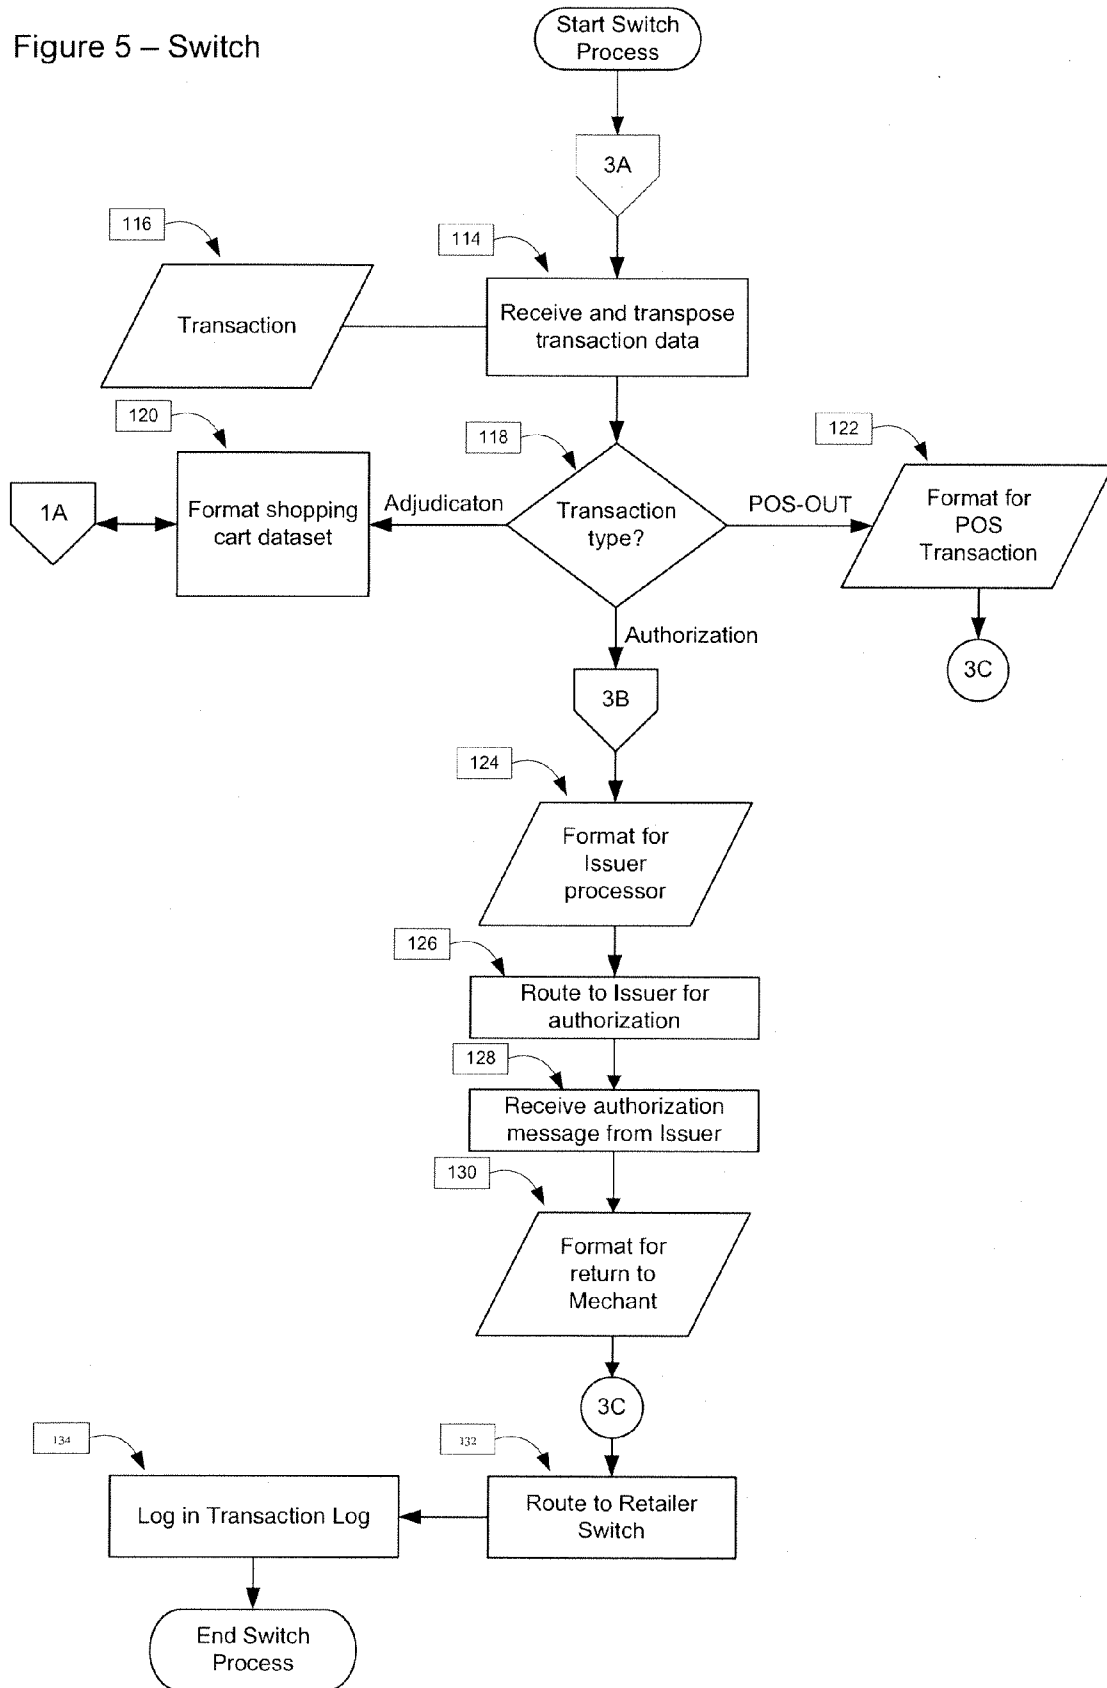 Figure 5 – Switch
Start Switch
Process
3A
116
114
Transaction
Receive and transpose
transaction data
120
118
122
1A
Format shopping
cart dataset
Adjudicaton
Transaction
type?
POS-OUT
Format for
POS
Transaction
Authorization
3B
3C
124
Format for
Issuer
processor
126
Route to Issuer for
authorization
128
Receive authorization
message from Issuer
130
Format for
return to
Mechant
3C
134
132
Log in Transaction Log
Route to Retailer
Switch
End Switch
Process